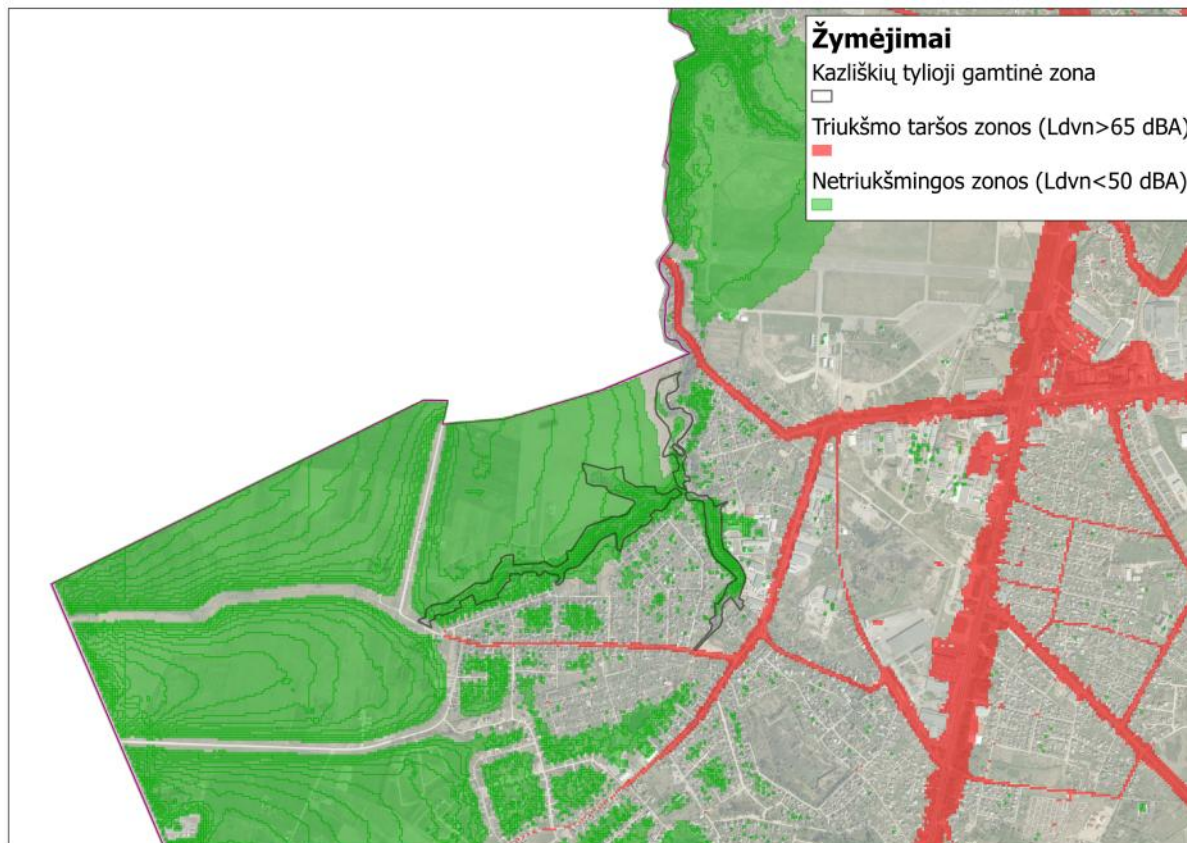 Žymėjimai
Kazliškių tylioji gamtinė zona
Triukšmo taršos zonos (Ldvn>65 dBA)
Netriukšmingos zonos (Ldvn<50 dBA)